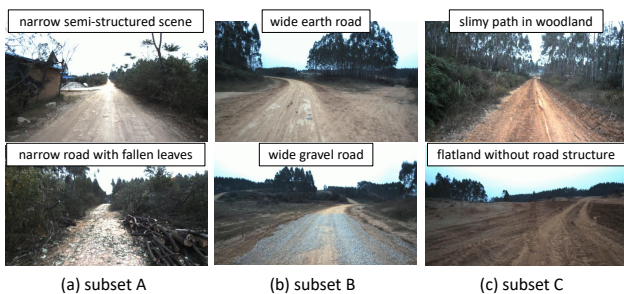 narrow semi-structured scene
wide earth road
slimy path in woodland
narrow road with fallen leaves
wide gravel road
flatland without road structure
(a) subset A
(b) subset B
(c) subset C